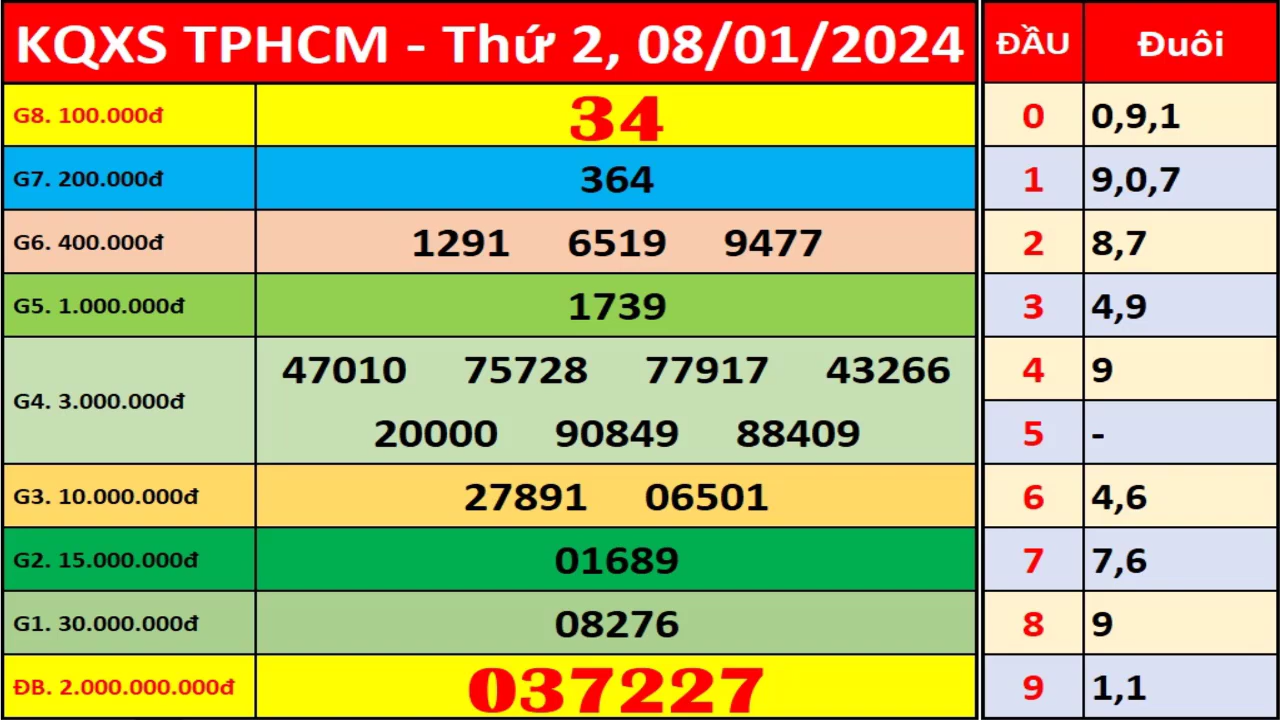 KQXS TPHCM - Thứ 2, 08/01/2024
ĐẦU Đuôi
G8. 100.000đ 34
0 0,9,1
G7. 200.000đ 364
1 9,0,7
G6. 400.000đ 1291 6519 9477
2 8,7
G5. 1.000.000đ 1739
3 4,9
G4. 3.000.000đ 47010 75728 77917 43266
4 9
20000 90849 88409
5 -
G3. 10.000.000đ 27891 06501
6 4,6
G2. 15.000.000đ 01689
7 7,6
G1. 30.000.000đ 08276
8 9
ĐB. 2.000.000.000đ 037227
9 1,1